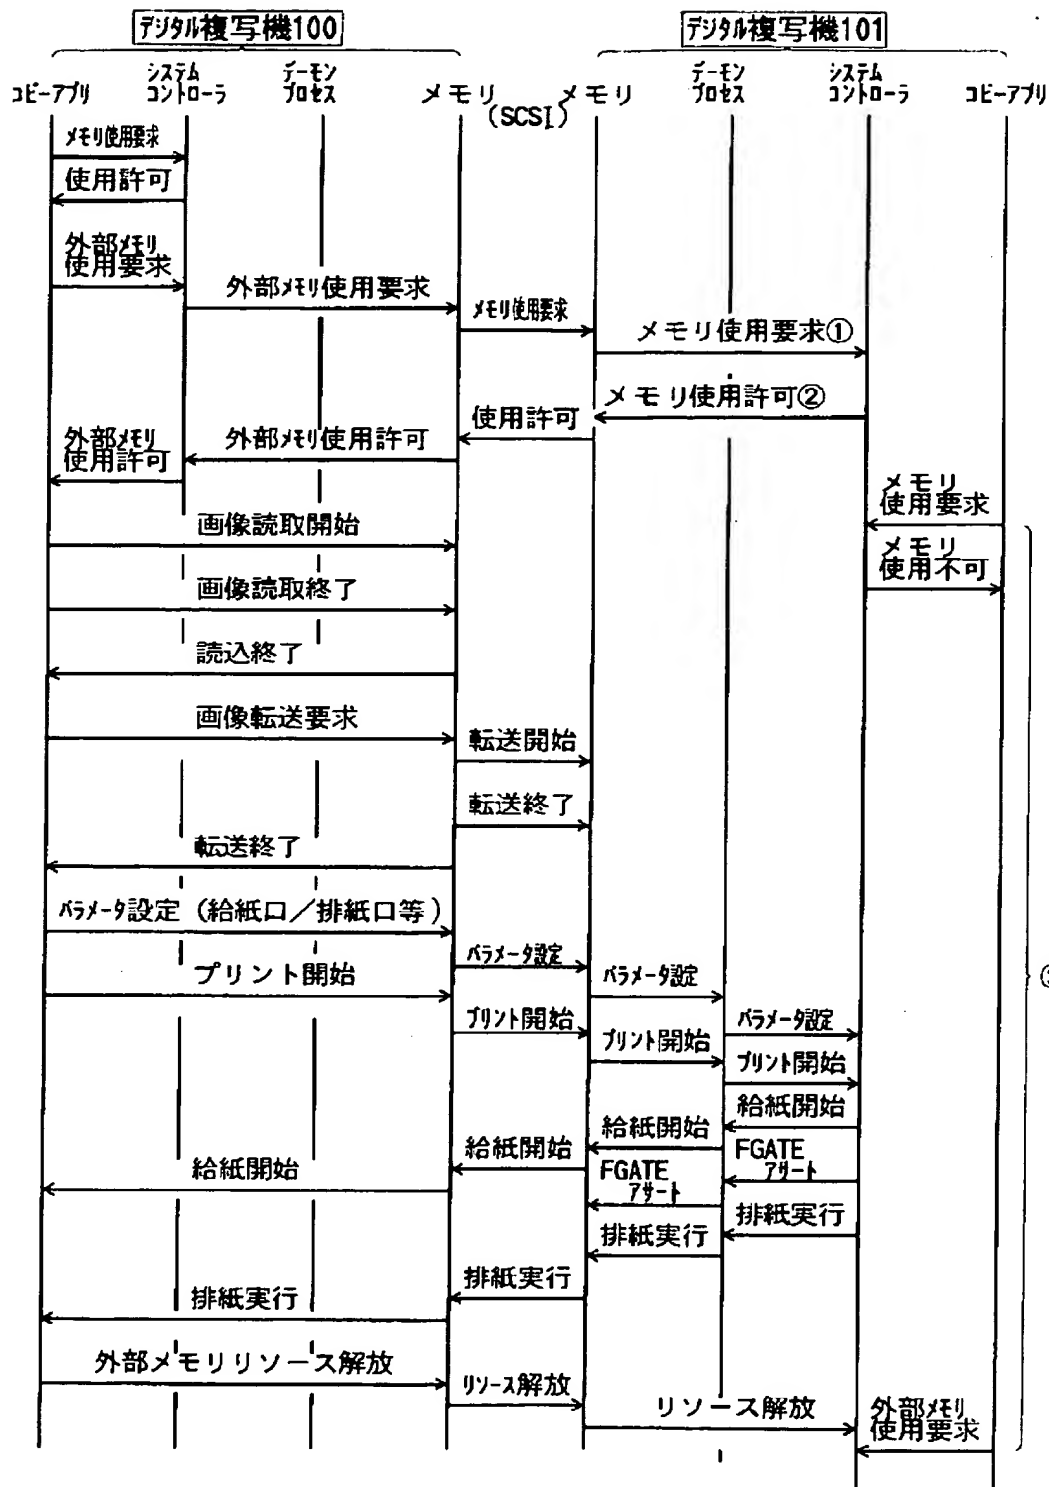 デジタル複写機100
デジタル複写機101
コピーアプリ
システム
コントローラ
デーモン
プロセス
メモリ
(SCSI)
メモリ
デーモン
プロセス
システム
コントローラ
コピーアプリ
メモリ使用要求
使用許可
外部メモリ
使用要求
外部メモリ使用要求
メモリ使用要求
メモリ使用要求①
メモリ使用許可②
使用許可
外部メモリ使用許可
外部メモリ
使用許可
メモリ
使用要求
画像読取開始
メモリ
使用不可
画像読取終了
読込終了
画像転送要求
転送開始
転送終了
転送終了
パラメータ設定(給紙口/排紙口等)
パラメータ設定
プリント開始
パラメータ設定
プリント開始
パラメータ設定
プリント開始
プリント開始
給紙開始
給紙開始
給紙開始
給紙開始
FGATE
アサート
FGATE
アサート
排紙実行
排紙実行
排紙実行
排紙実行
外部メモリリソース解放
リソース解放
リソース解放
外部メモリ
使用要求